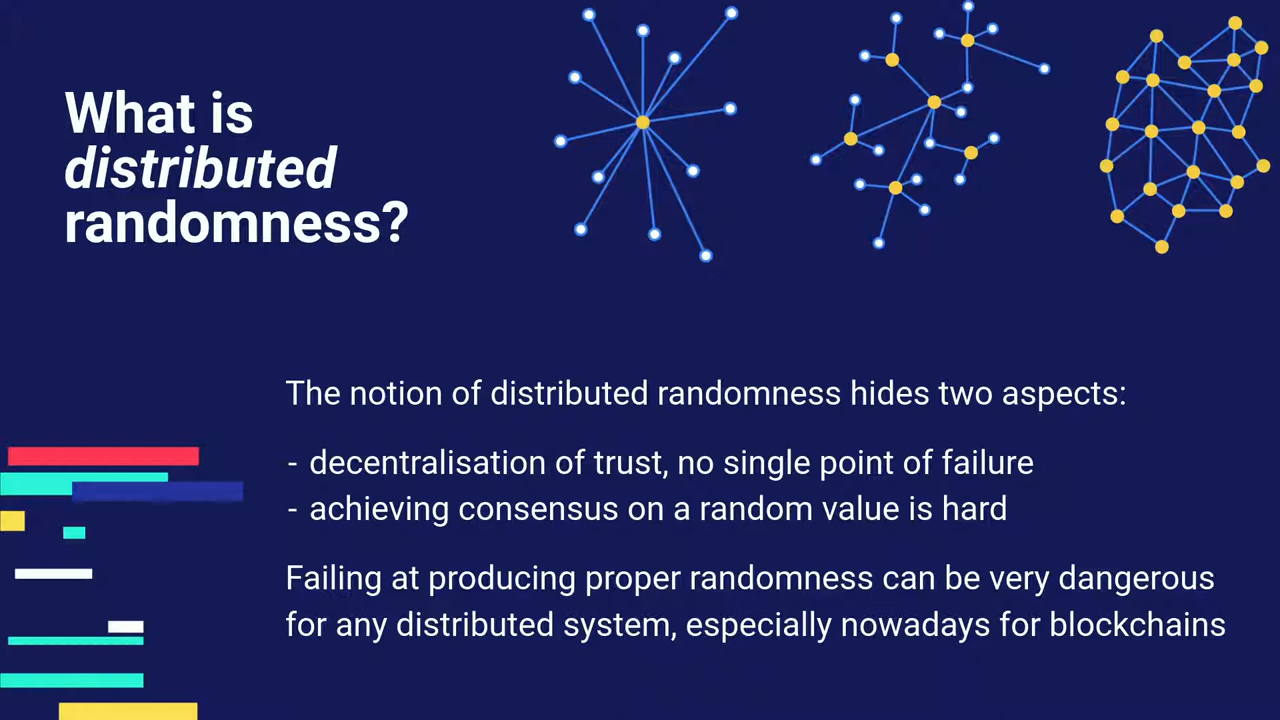 What is
distributed
randomness?
The notion of distributed randomness hides two aspects:
- decentralisation of trust, no single point of failure
- achieving consensus on a random value is hard
Failing at producing proper randomness can be very dangerous
for any distributed system, especially nowadays for blockchains